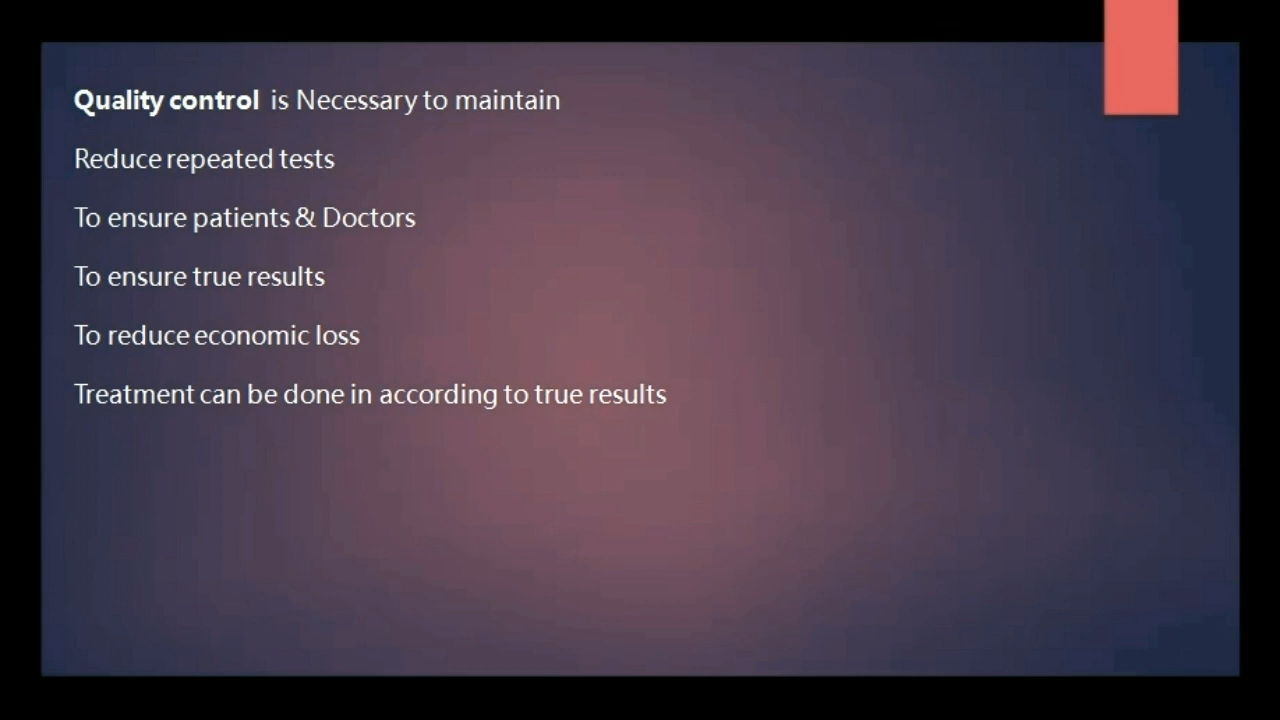 Quality control is Necessary to maintain
Reduce repeated tests
To ensure patients & Doctors
To ensure true results
To reduce economic loss
Treatment can be done in according to true results